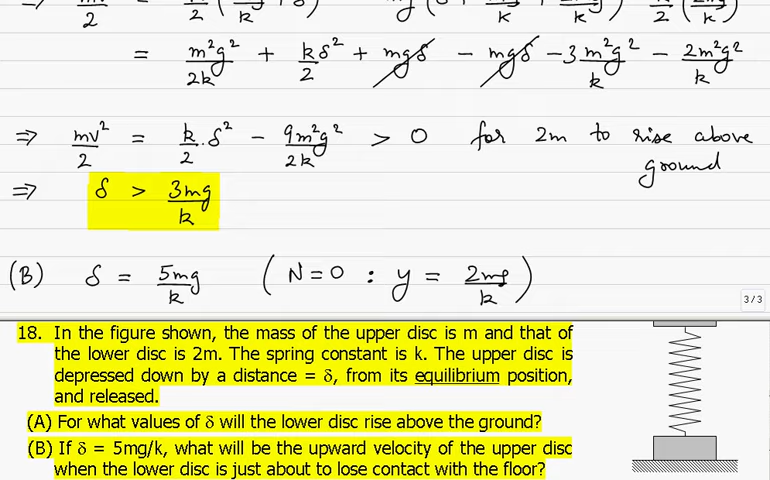 = m²g²/2k + kδ²/2 + mgδ − mgδ − 3m²g²/k − 2m²g²/k
⇒ mv²/2 = k/2 · δ² − 9m²g²/2k > 0 for 2m to rise above ground
⇒ δ > 3mg/k
(B) δ = 5mg/k ( N=0 : y = 2mg/k )
3/3
18. In the figure shown, the mass of the upper disc is m and that of
the lower disc is 2m. The spring constant is k. The upper disc is
depressed down by a distance = δ, from its equilibrium position,
and released.
(A) For what values of δ will the lower disc rise above the ground?
(B) If δ = 5mg/k, what will be the upward velocity of the upper disc
when the lower disc is just about to lose contact with the floor?